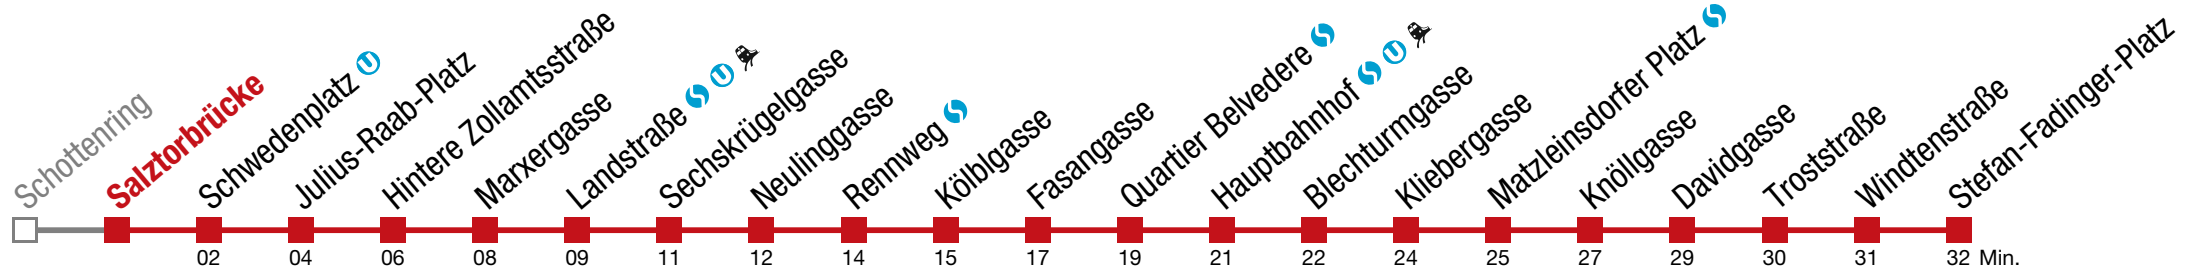 Schottenring
Salztorbrücke
Schwedenplatz
Julius-Raab-Platz
Hintere Zollamtsstraße
Marxergasse
Landstraße
Sechskrügelgasse
Neulinggasse
Rennweg
Kölblgasse
Fasangasse
Quartier Belvedere
Hauptbahnhof
Blechturmgasse
Kliebergasse
Matzleinsdorfer Platz
Knöllgasse
Davidgasse
Troststraße
Windtenstraße
Stefan-Fadinger-Platz
02 04 06 08 09 11 12 14 15 17 19 21 22 24 25 27 29 30 31 32 Min.